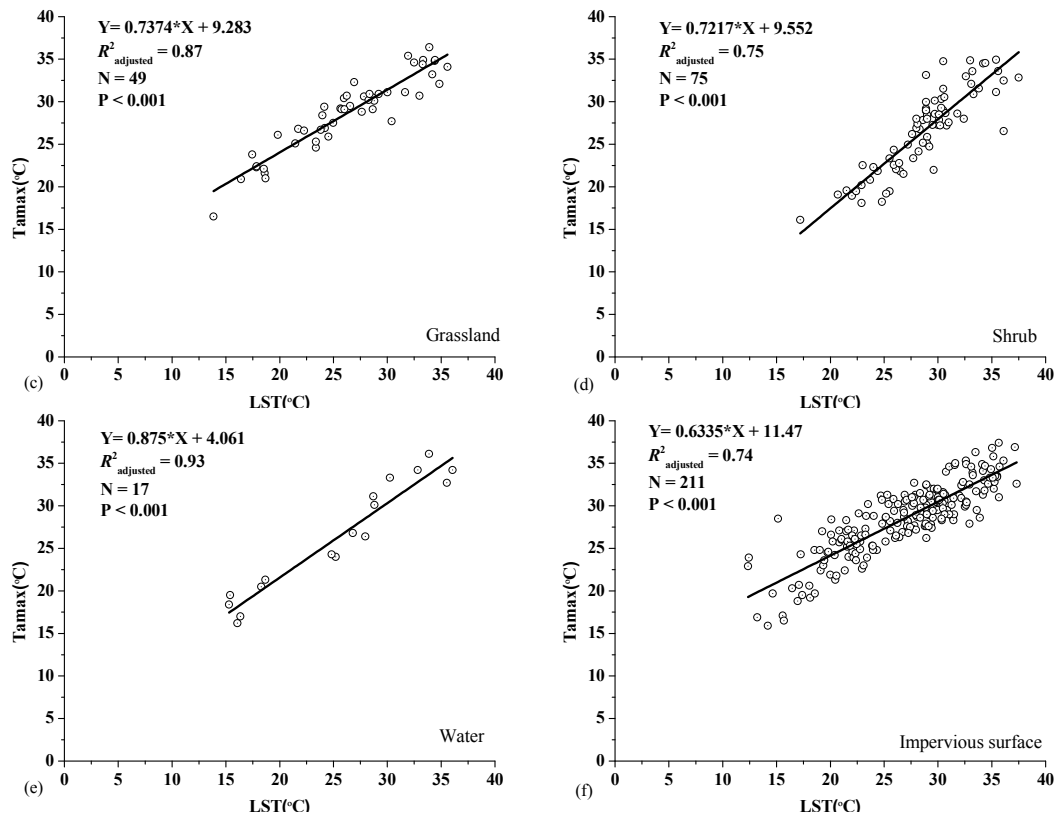 Y= 0.7374*X + 9.283
R²adjusted = 0.87
N = 49
P < 0.001
Tamax(°C)
40
35
30
25
20
15
10
5
0
Grassland
(c)
0 5 10 15 20 25 30 35 40
LST(°C)
Y= 0.7217*X + 9.552
R²adjusted = 0.75
N = 75
P < 0.001
Tamax(°C)
40
35
30
25
20
15
10
5
0
Shrub
(d)
0 5 10 15 20 25 30 35 40
LST(°C)
Y= 0.875*X + 4.061
R²adjusted = 0.93
N = 17
P < 0.001
Tamax(°C)
40
35
30
25
20
15
10
5
0
Water
(e)
0 5 10 15 20 25 30 35 40
LST(°C)
Y= 0.6335*X + 11.47
R²adjusted = 0.74
N = 211
P < 0.001
Tamax(°C)
40
35
30
25
20
15
10
5
0
Impervious surface
(f)
0 5 10 15 20 25 30 35 40
LST(°C)